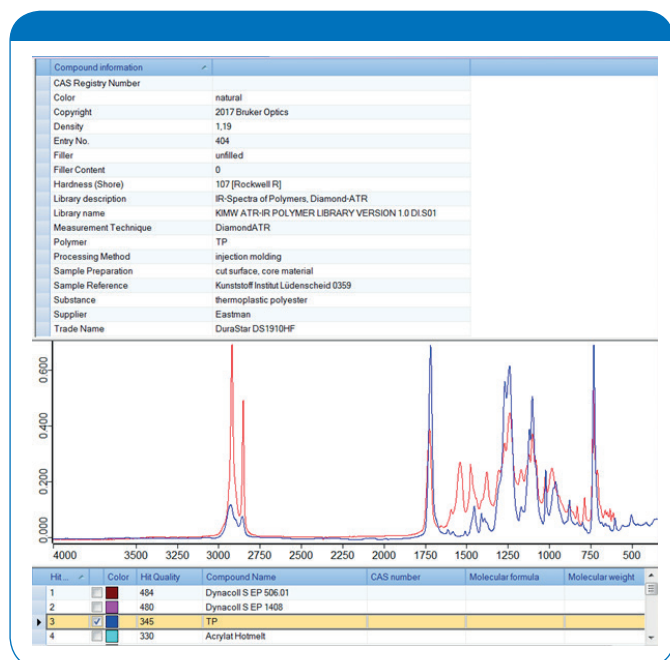 Compound information
CAS Registry Number
Color natural
Copyright 2017 Bruker Optics
Density 1,19
Entry No. 404
Filler unfilled
Filler Content 0
Hardness (Shore) 107 [Rockwell R]
Library description IR-Spectra of Polymers, Diamond-ATR
Library name KIMW ATR-IR POLYMER LIBRARY VERSION 1.0 DI.S01
Measurement Technique DiamondATR
Polymer TP
Processing Method injection molding
Sample Preparation cut surface, core material
Sample Reference Kunststoff Institut Lüdenscheid 0359
Substance thermoplastic polyester
Supplier Eastman
Trade Name DuraStar DS1910HF
0.600
0.400
0.200
0.000
4000 3500 3250 3000 2750 2500 2250 2000 1750 1500 1250 1000 750 500
Hit... Color Hit Quality Compound Name CAS number Molecular formula Molecular weight
1 484 Dynacoll S EP 506.01
2 480 Dynacoll S EP 1408
3 345 TP
4 330 Acrylat Hotmelt